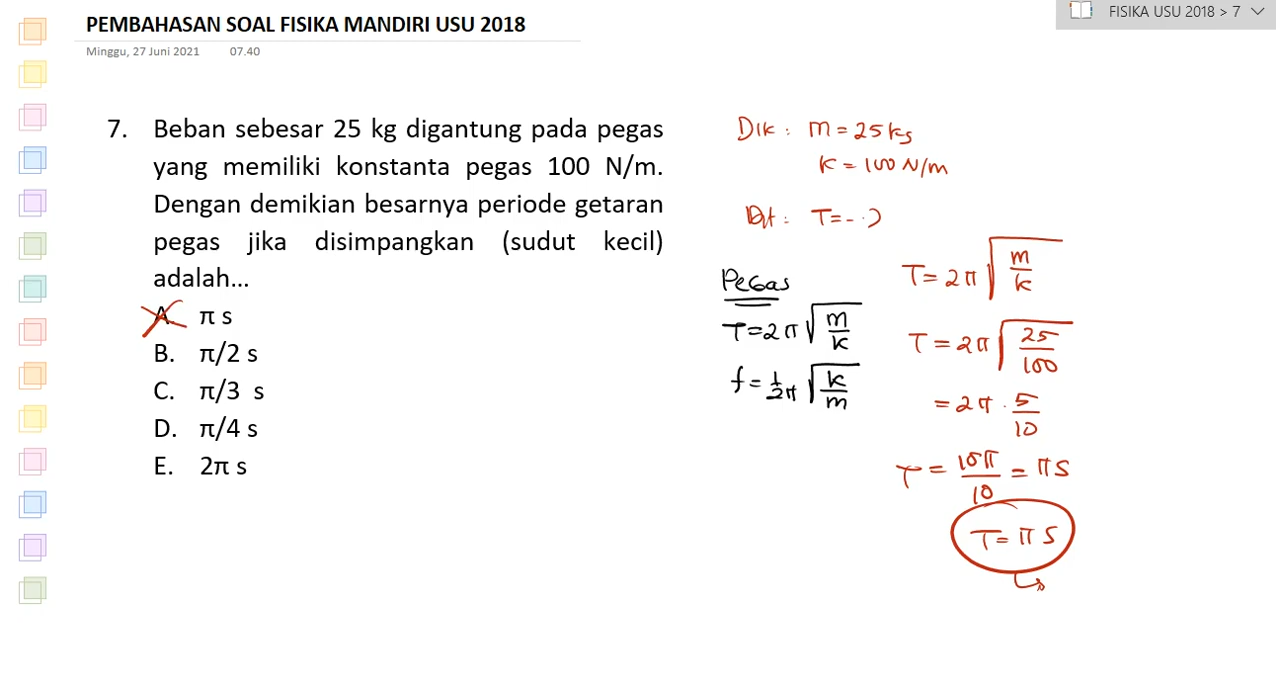 PEMBAHASAN SOAL FISIKA MANDIRI USU 2018
FISIKA USU 2018 > 7
Minggu, 27 Juni 2021 07.40
7. Beban sebesar 25 kg digantung pada pegas
yang memiliki konstanta pegas 100 N/m.
Dengan demikian besarnya periode getaran
pegas jika disimpangkan (sudut kecil)
adalah...
A. π s
B. π/2 s
C. π/3 s
D. π/4 s
E. 2π s
Dik : m = 25 kg
k = 100 N/m
Dit : T = - . ?
Pegas
T = 2π √(m/k)
f = 1/2π √(k/m)
T = 2π √(m/k)
T = 2π √(25/100)
= 2π . 5/10
T = 10π/10 = π s
T = π s